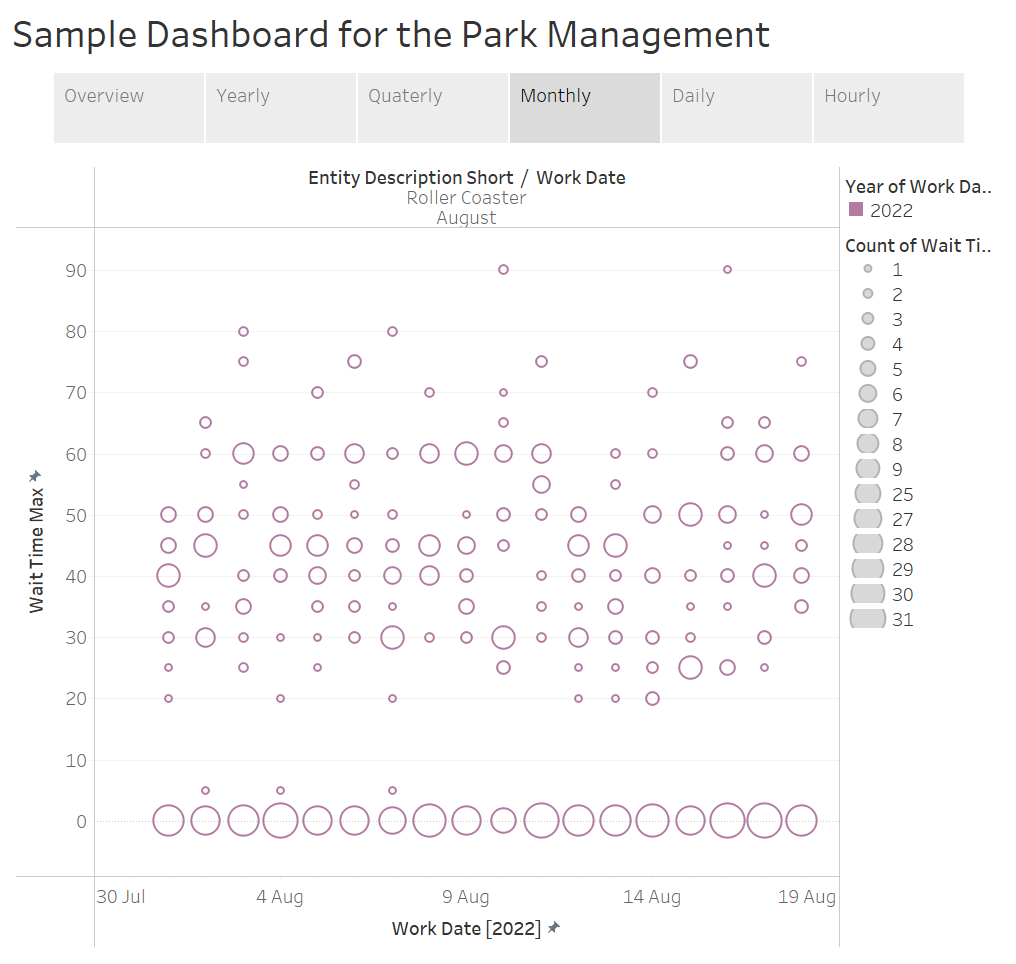 Sample Dashboard for the Park Management
Overview Yearly Quaterly Monthly Daily Hourly
Entity Description Short / Work Date
Roller Coaster
August
Year of Work Da..
2022
Count of Wait Ti..
1
2
3
4
5
6
7
8
9
25
27
28
29
30
31
Wait Time Max
90
80
70
60
50
40
30
20
10
0
30 Jul 4 Aug 9 Aug 14 Aug 19 Aug
Work Date [2022]